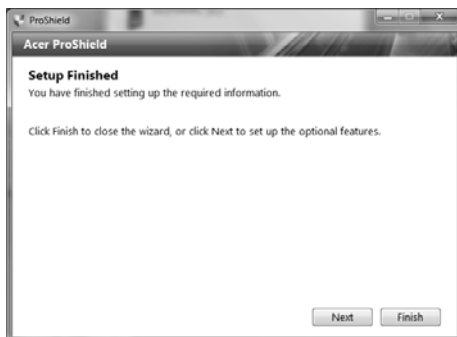 ProShield
Acer ProShield
Setup Finished
You have finished setting up the required information.
Click Finish to close the wizard, or click Next to set up the optional features.
Next Finish